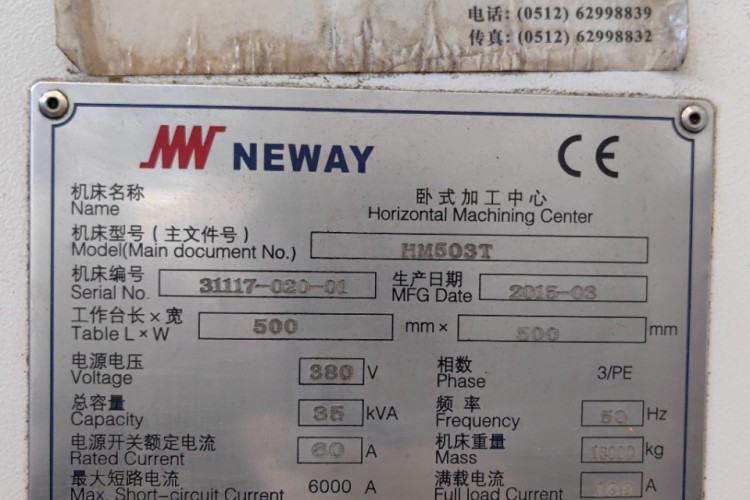 电话: (0512) 62998839
传真: (0512) 62998832
NEWAY CE
机床名称 卧式加工中心
Name Horizontal Machining Center
机床型号 (主文件号)
Model(Main document No.) HM503T
机床编号 31117-020-01 生产日期 2015-03
Serial No. MFG Date
工作台长×宽 500 mm× 500 mm
Table L×W
电源电压 380 V 相数 3/PE
Voltage Phase
总容量 35 kVA 频 率 50 Hz
Capacity Frequency
电源开关额定电流 60 A 机床重量 kg
Rated Current Mass
最大短路电流 6000 A 满载电流 A
Max. Short-circuit Current Full load Current